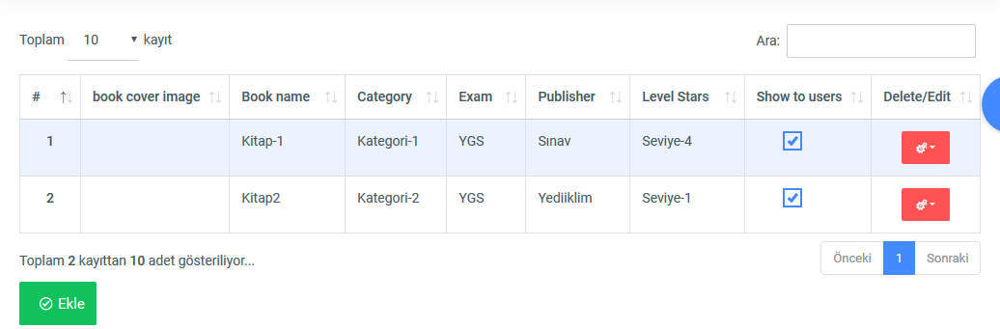 Toplam 10 kayıt Ara:
# book cover image Book name Category Exam Publisher Level Stars Show to users Delete/Edit
1 Kitap-1 Kategori-1 YGS Sınav Seviye-4
2 Kitap2 Kategori-2 YGS Yediiklim Seviye-1
Toplam 2 kayıttan 10 adet gösteriliyor... Önceki 1 Sonraki
Ekle